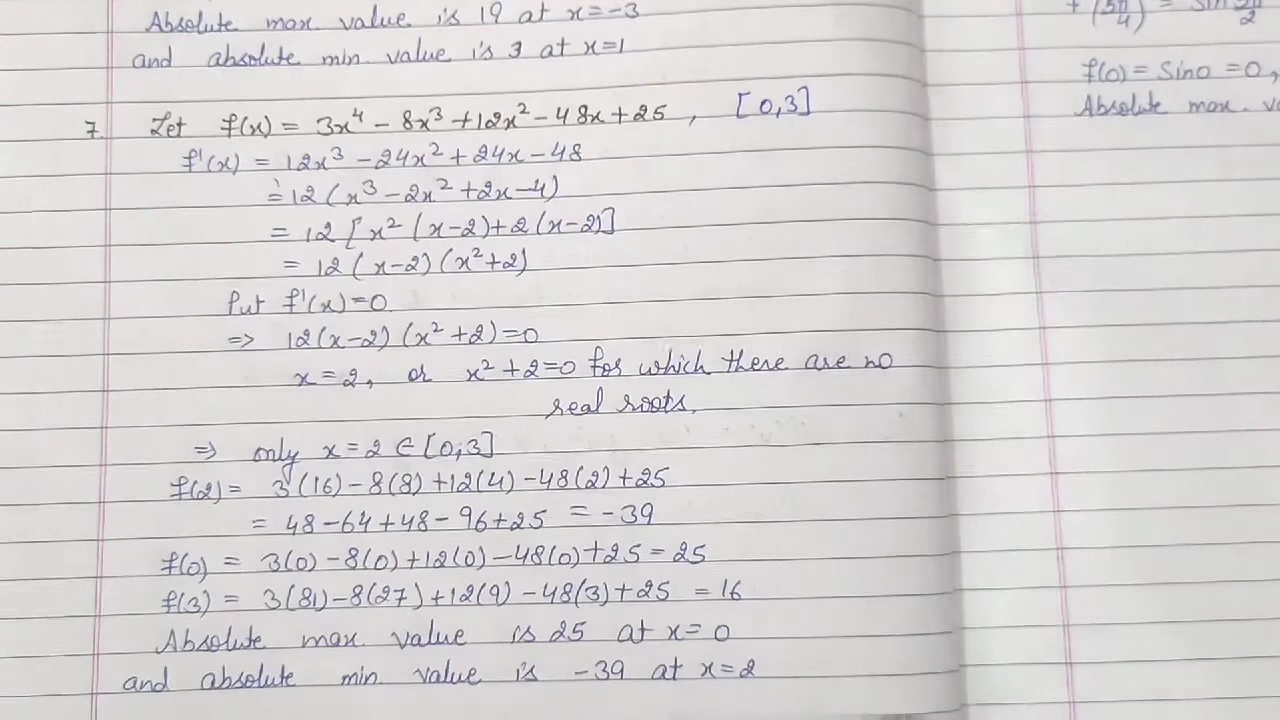 Absolute max. value is 19 at x=-3
and absolute min value is 3 at x=1
7. Let f(x) = 3x⁴ - 8x³ + 12x² - 48x + 25, [0,3]
f'(x) = 12x³ - 24x² + 24x - 48
= 12(x³ - 2x² + 2x - 4)
= 12[x²(x-2)+2(x-2)]
= 12(x-2)(x²+2)
Put f'(x)=0
⇒ 12(x-2)(x²+2)=0
x=2, or x²+2=0 for which there are no
real roots.
⇒ only x=2 ∈ [0,3]
f(2) = 3(16)-8(8)+12(4)-48(2)+25
= 48-64+48-96+25 = -39
f(0) = 3(0)-8(0)+12(0)-48(0)+25 = 25
f(3) = 3(81)-8(27)+12(9)-48(3)+25 = 16
Absolute max. value is 25 at x=0
and absolute min. value is -39 at x=2
f(0) = Sin0 = 0,
Absolute max.